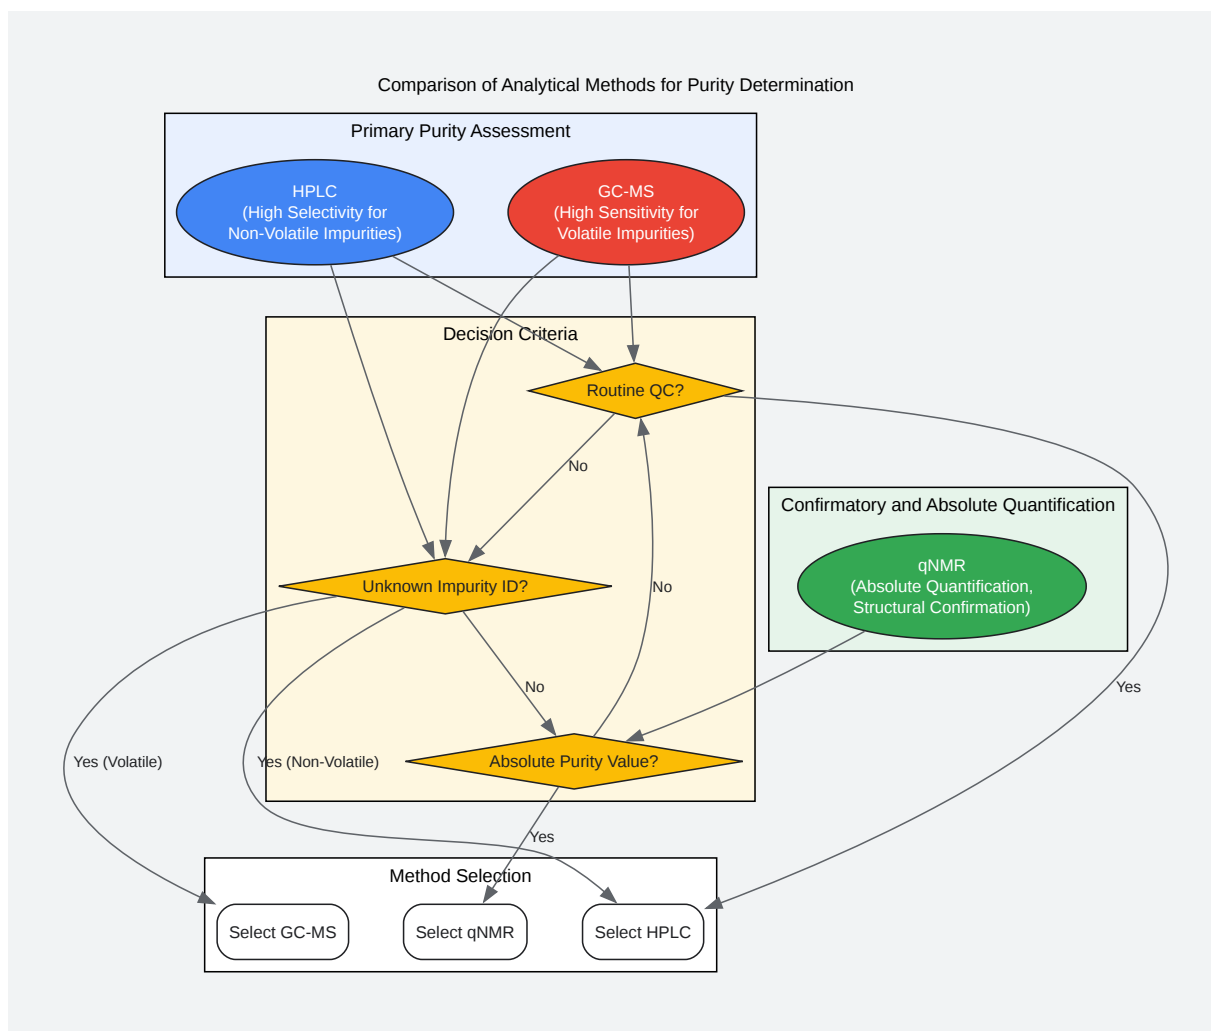 Comparison of Analytical Methods for Purity Determination
Primary Purity Assessment
HPLC
(High Selectivity for
Non-Volatile Impurities)
GC-MS
(High Sensitivity for
Volatile Impurities)
Decision Criteria
Routine QC?
No
Confirmatory and Absolute Quantification
qNMR
(Absolute Quantification,
Structural Confirmation)
Unknown Impurity ID?
No
No
Yes
Yes (Volatile)
Yes (Non-Volatile)
Absolute Purity Value?
Yes
Method Selection
Select GC-MS
Select qNMR
Select HPLC